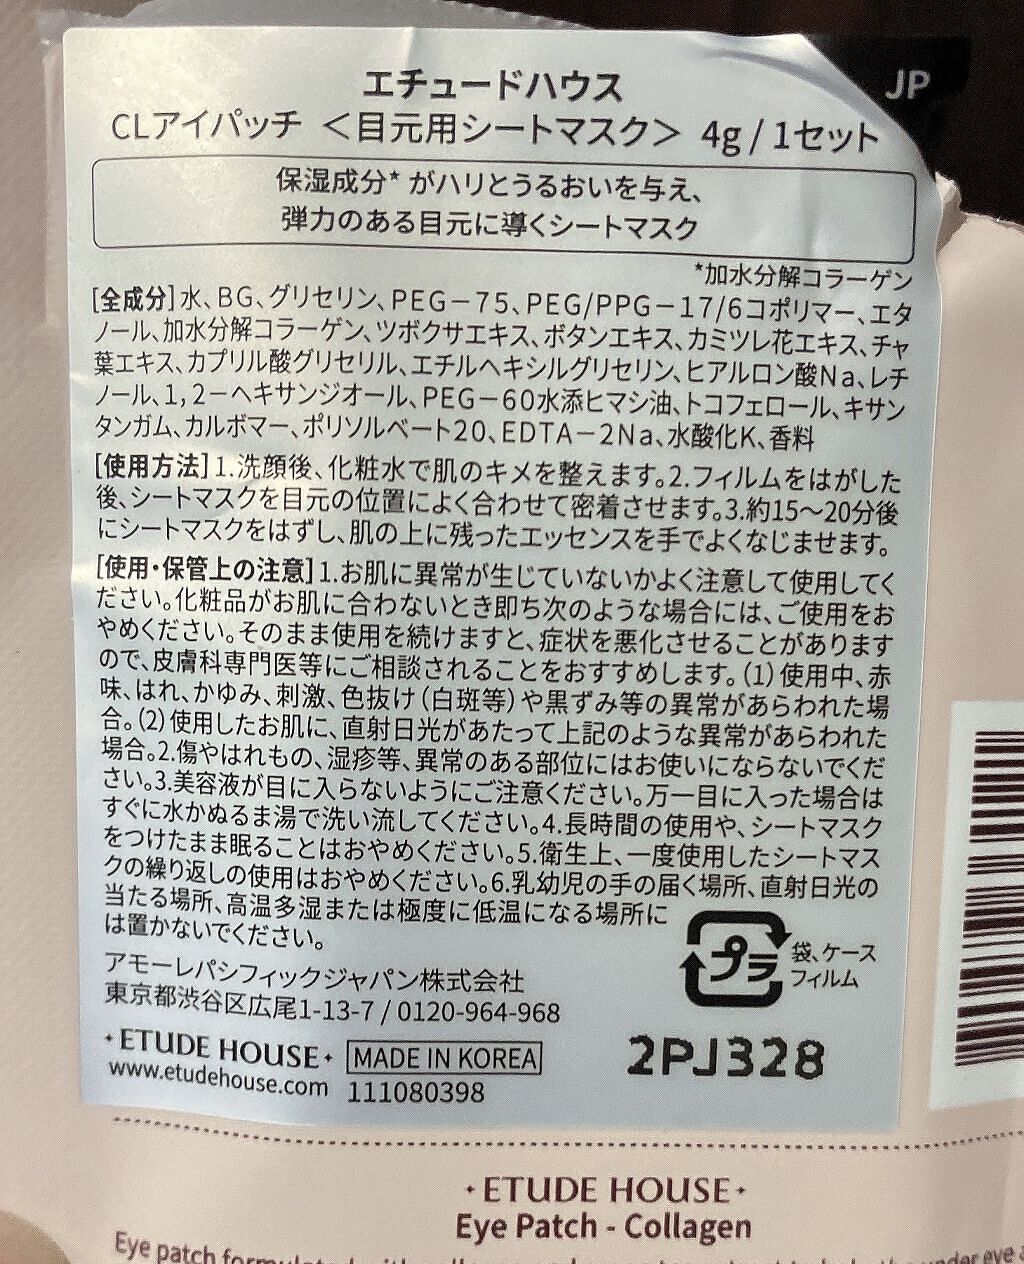 エチュードハウス
JP
CLアイパッチ ＜目元用シートマスク＞ 4g / 1セット
保湿成分* がハリとうるおいを与え、
弾力のある目元に導くシートマスク
*加水分解コラーゲン
[全成分]水、BG、グリセリン、PEG－75、PEG/PPG－17/6コポリマー、エタ
ノール、加水分解コラーゲン、ツボクサエキス、ボタンエキス、カミツレ花エキス、チャ
葉エキス、カプリル酸グリセリル、エチルヘキシルグリセリン、ヒアルロン酸Na、レチ
ノール、1,2－ヘキサンジオール、PEG－60水添ヒマシ油、トコフェロール、キサン
タンガム、カルボマー、ポリソルベート20、EDTA－2Na、水酸化K、香料
[使用方法]1.洗顔後、化粧水で肌のキメを整えます。2.フィルムをはがした
後、シートマスクを目元の位置によく合わせて密着させます。3.約15～20分後
にシートマスクをはずし、肌の上に残ったエッセンスを手でよくなじませます。
[使用・保管上の注意]1.お肌に異常が生じていないかよく注意して使用してく
ださい。化粧品がお肌に合わないとき即ち次のような場合には、ご使用をお
やめください。そのまま使用を続けますと、症状を悪化させることがあります
ので、皮膚科専門医等にご相談されることをおすすめします。(1)使用中、赤
味、はれ、かゆみ、刺激、色抜け(白斑等)や黒ずみ等の異常があらわれた場
合。(2)使用したお肌に、直射日光があたって上記のような異常があらわれた
場合。2.傷やはれもの、湿疹等、異常のある部位にはお使いにならないでくだ
さい。3.美容液が目に入らないようにご注意ください。万一目に入った場合は
すぐに水かぬるま湯で洗い流してください。4.長時間の使用や、シートマスク
をつけたまま眠ることはおやめください。5.衛生上、一度使用したシートマス
クの繰り返しの使用はおやめください。6.乳幼児の手の届く場所、直射日光の
当たる場所、高温多湿または極度に低温になる場所に
は置かないでください。
プラ
袋、ケース
フィルム
アモーレパシフィックジャパン株式会社
東京都渋谷区広尾1-13-7 / 0120-964-968
ETUDE HOUSE
MADE IN KOREA
www.etudehouse.com
111080398
2PJ328
ETUDE HOUSE
Eye Patch - Collagen
Eye patch formulated